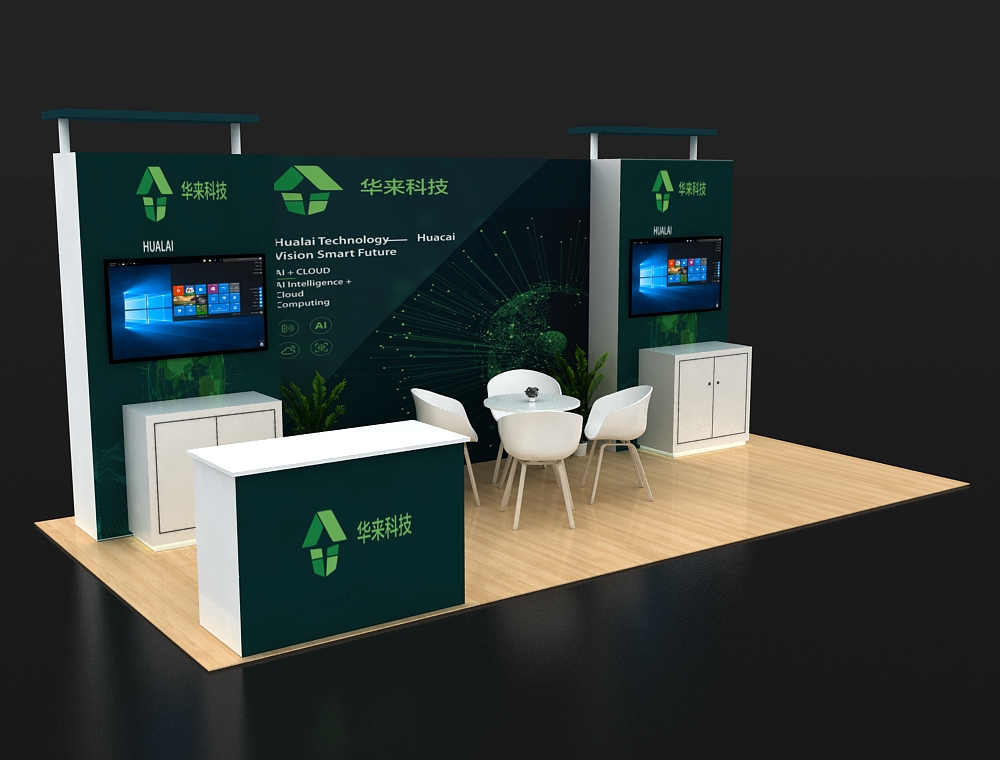 华来科技
HUALAI
华来科技
Hualai Technology—— Huacai
Vision Smart Future
AI + CLOUD
AI Intelligence +
Cloud
Computing
AI
华来科技
HUALAI
华来科技